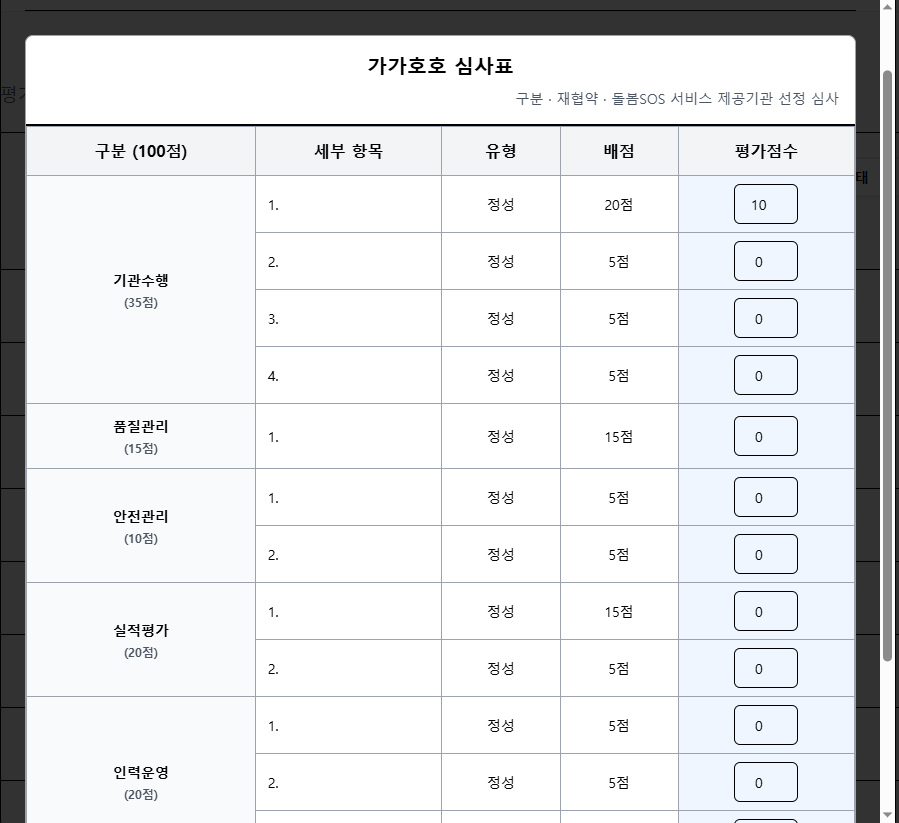 가가호호 심사표
구분 · 재협약 · 돌봄SOS 서비스 제공기관 선정 심사
평가
태
구분 (100점) 세부 항목 유형 배점 평가점수
기관수행
(35점)
1. 정성 20점 10
2. 정성 5점 0
3. 정성 5점 0
4. 정성 5점 0
품질관리
(15점)
1. 정성 15점 0
안전관리
(10점)
1. 정성 5점 0
2. 정성 5점 0
실적평가
(20점)
1. 정성 15점 0
2. 정성 5점 0
인력운영
(20점)
1. 정성 5점 0
2. 정성 5점 0